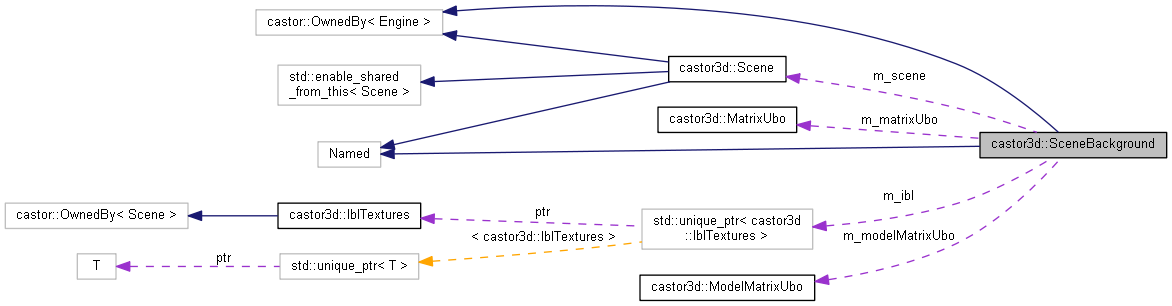 castor::OwnedBy< Engine >
castor3d::Scene
std::enable_shared
_from_this< Scene >
m_scene
castor3d::MatrixUbo
m_matrixUbo
castor3d::SceneBackground
Named
m_ibl
castor::OwnedBy< Scene >
castor3d::IblTextures
ptr
std::unique_ptr< castor3d
::IblTextures >
< castor3d::IblTextures >
m_modelMatrixUbo
T
ptr
std::unique_ptr< T >
castor3d::ModelMatrixUbo